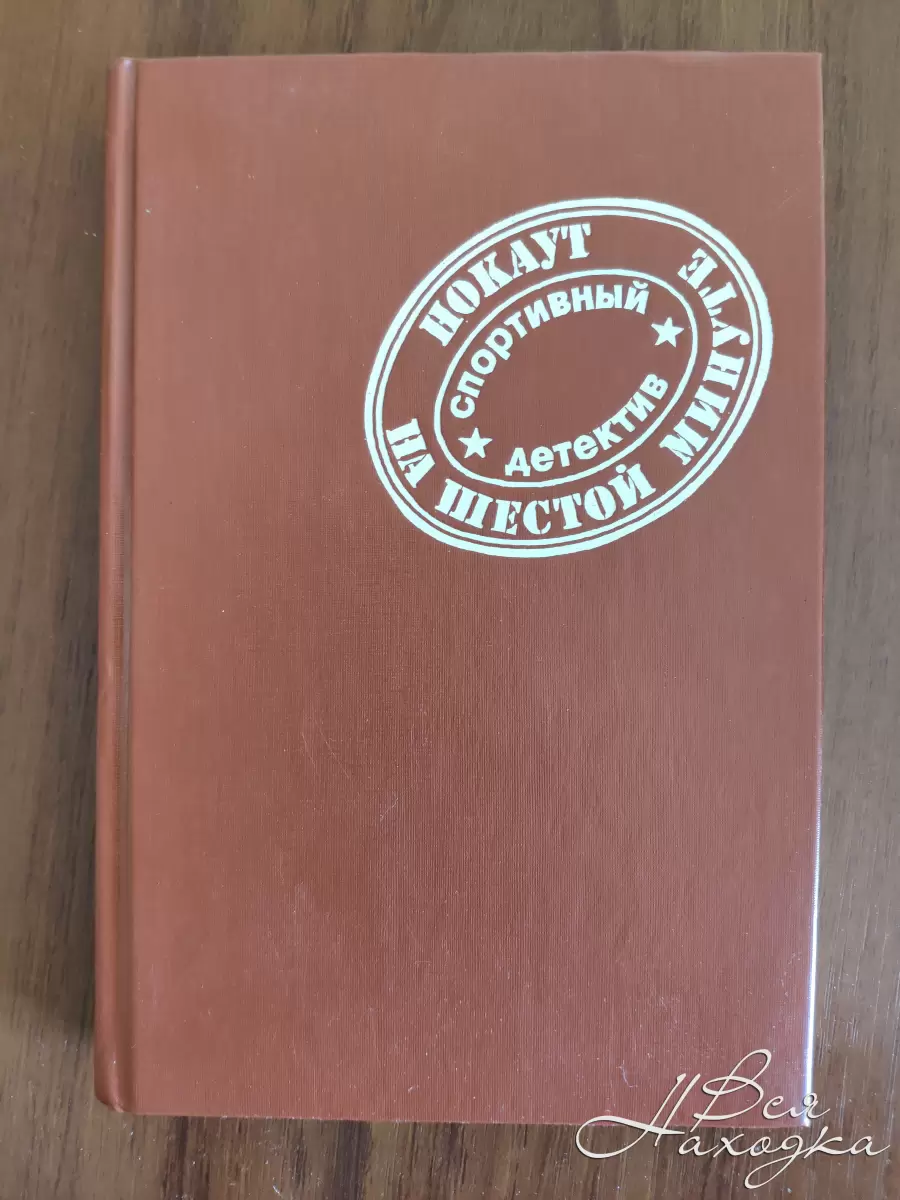 НОКАУТ
НА ШЕСТОЙ МИНУТЕ
спортивный
детектив
Вся
Находка